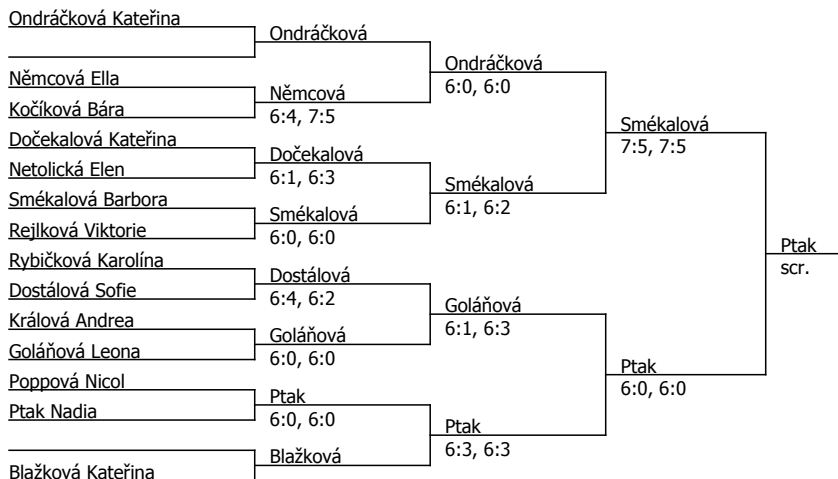 Ondráčková Kateřina
Němcová Ella
Kočíková Bára
Dočekalová Kateřina
Netolická Elen
Smékalová Barbora
Rejlková Viktorie
Rybičková Karolína
Dostálová Sofie
Králová Andrea
Goláňová Leona
Poppová Nicol
Ptak Nadia
Blažková Kateřina
Ondráčková
Němcová
6:4, 7:5
Dočekalová
6:1, 6:3
Smékalová
6:0, 6:0
Dostálová
6:4, 6:2
Goláňová
6:0, 6:0
Ptak
6:0, 6:0
Blažková
Ondráčková
6:0, 6:0
Smékalová
6:1, 6:2
Goláňová
6:1, 6:3
Ptak
6:3, 6:3
Smékalová
7:5, 7:5
Ptak
6:0, 6:0
Ptak
scr.